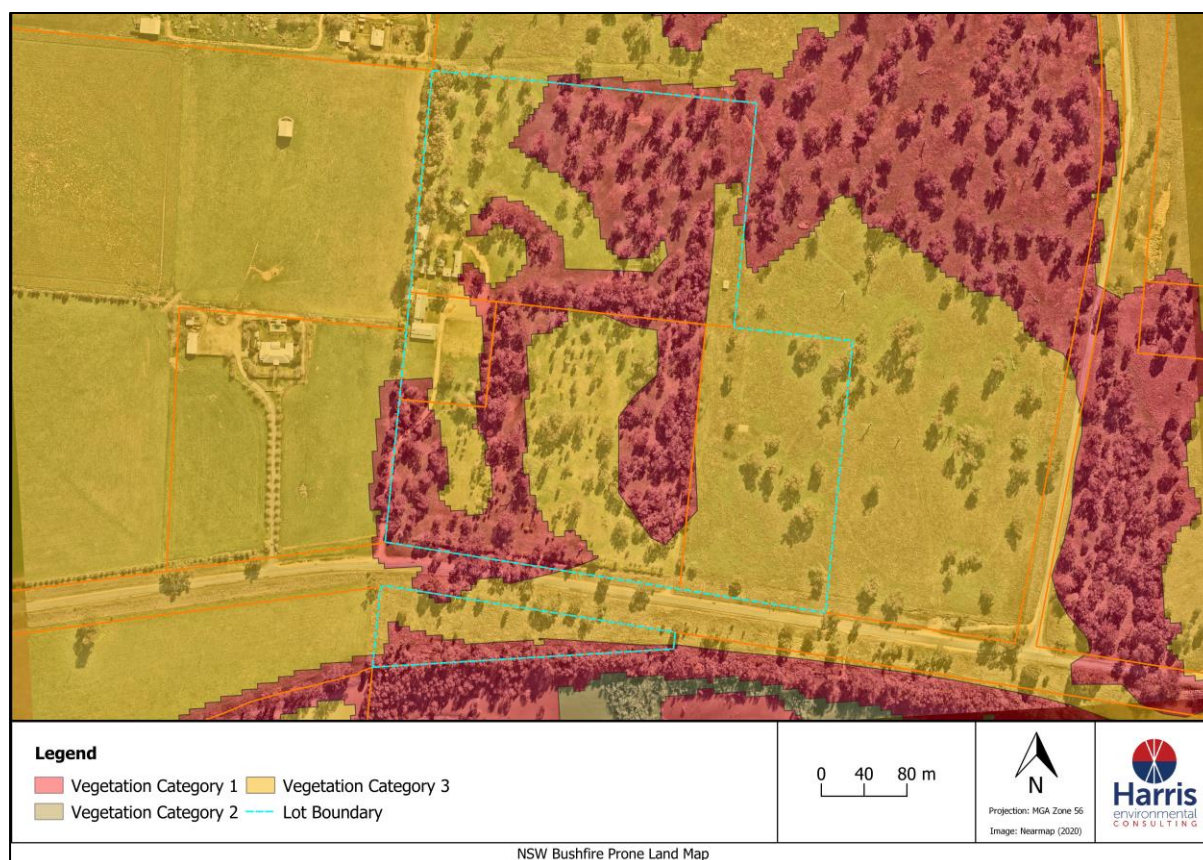 Legend
Vegetation Category 1
Vegetation Category 3
Vegetation Category 2
Lot Boundary
0 40 80 m
N
Projection: MGA Zone 56
Image: Nearmap (2020)
Harris
environmental
CONSULTING
NSW Bushfire Prone Land Map